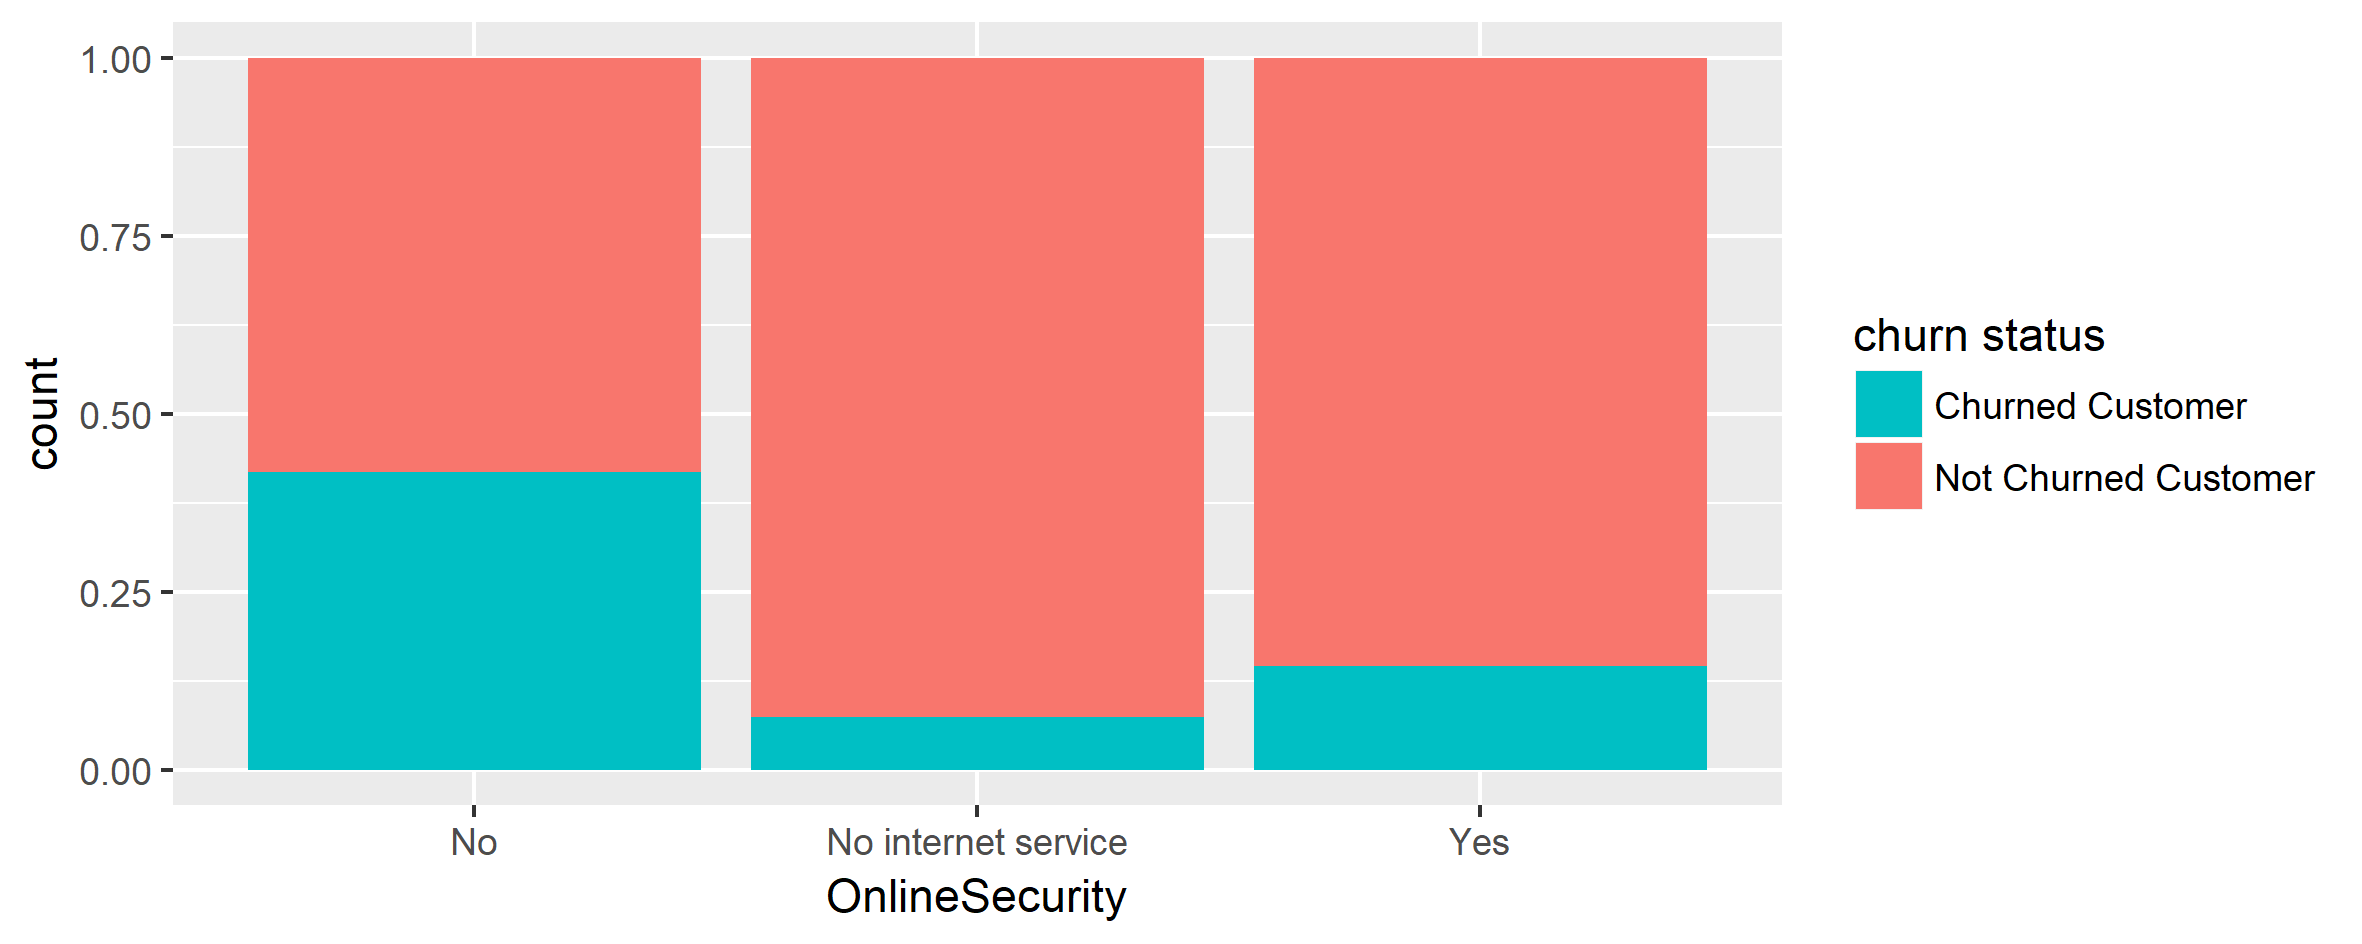 1.00
0.75
0.50
0.25
0.00
count
No
No internet service
Yes
OnlineSecurity
churn status
Churned Customer
Not Churned Customer